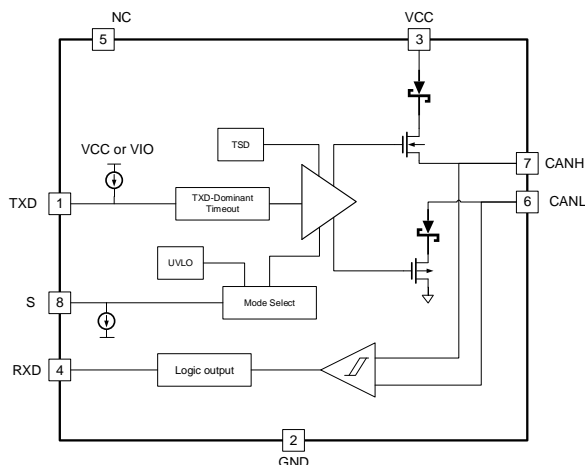 NC
VCC
5
3
VCC or VIO
TSD
7
CANH
TXD
1
TXD-Dominant
Timeout
6
CANL
UVLO
S
8
Mode Select
RXD
4
Logic output
2
GND